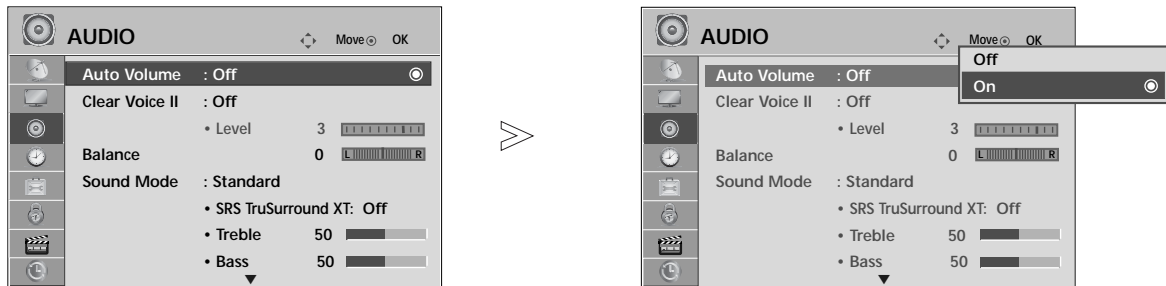 AUDIO Move OK
Auto Volume : Off
Clear Voice II : Off
• Level 3
Balance 0 L R
Sound Mode : Standard
• SRS TruSurround XT: Off
• Treble 50
• Bass 50
AUDIO Move OK
Off
On
Auto Volume : Off
Clear Voice II : Off
• Level 3
Balance 0 L R
Sound Mode : Standard
• SRS TruSurround XT: Off
• Treble 50
• Bass 50